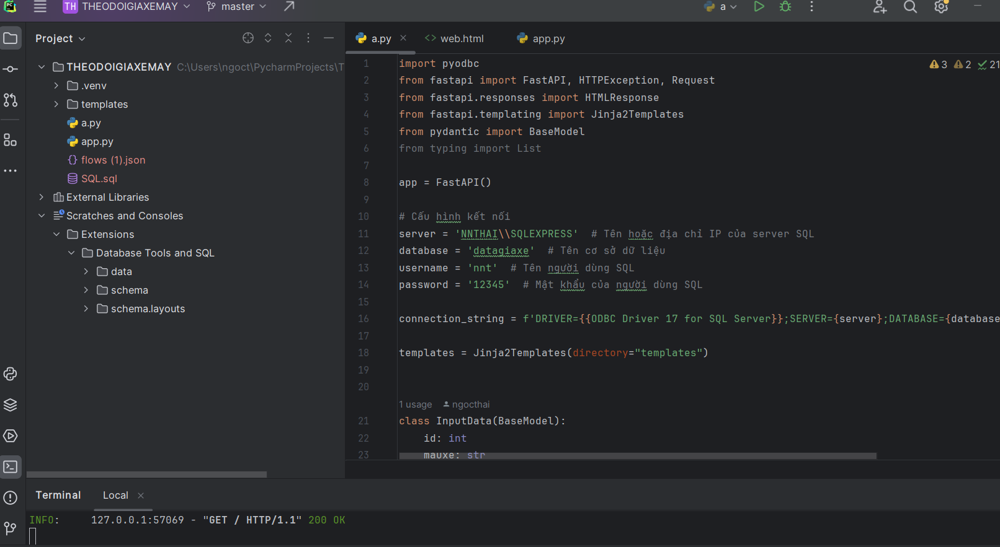 PC TH THEODOIGIAXEMAY master a
Project
THEODOIGIAXEMAY C:\Users\ngoct\PycharmProjects\T
.venv
templates
a.py
app.py
flows (1).json
SQL.sql
External Libraries
Scratches and Consoles
Extensions
Database Tools and SQL
data
schema
schema.layouts
a.py web.html app.py
3 2 21
1 import pyodbc
2 from fastapi import FastAPI, HTTPException, Request
3 from fastapi.responses import HTMLResponse
4 from fastapi.templating import Jinja2Templates
5 from pydantic import BaseModel
6 from typing import List
7
8 app = FastAPI()
9
10 # Cấu hình kết nối
11 server = 'NNTHAI\\SQLEXPRESS' # Tên hoặc địa chỉ IP của server SQL
12 database = 'datagiaxe' # Tên cơ sở dữ liệu
13 username = 'nnt' # Tên người dùng SQL
14 password = '12345' # Mật khẩu của người dùng SQL
15
16 connection_string = f'DRIVER={{ODBC Driver 17 for SQL Server}};SERVER={server};DATABASE={database
17
18 templates = Jinja2Templates(directory="templates")
19
20
1 usage ngocthai
21 class InputData(BaseModel):
22 id: int
23 mauxe: str
Terminal Local
INFO: 127.0.0.1:57069 - "GET / HTTP/1.1" 200 OK